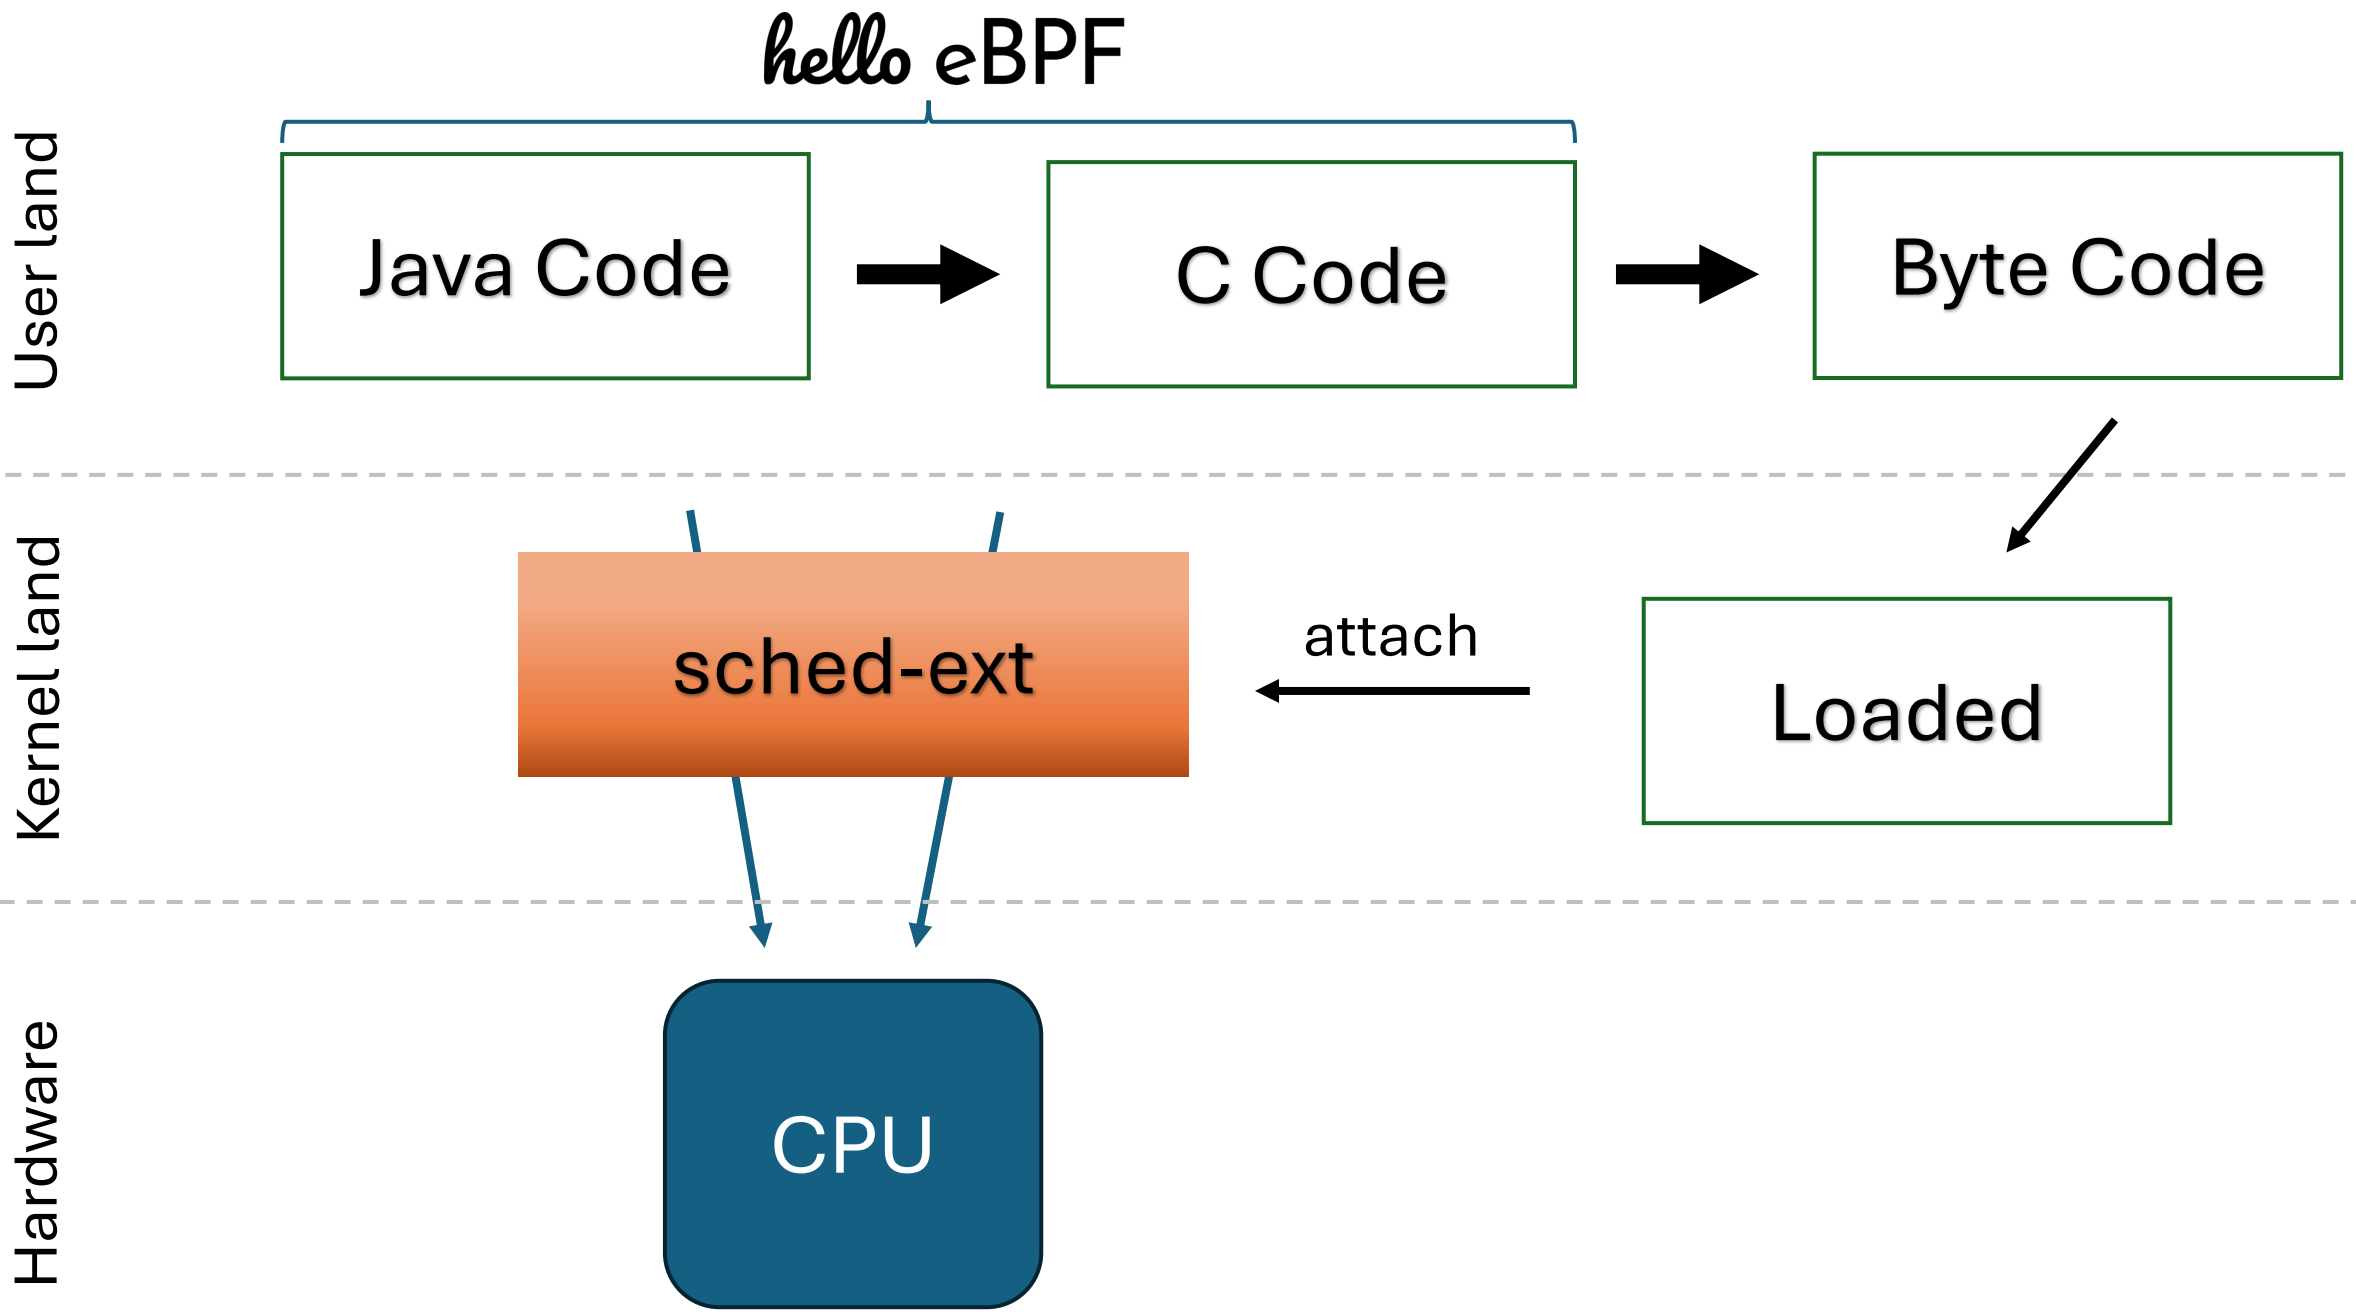 hello eBPF
User land
Java Code
C Code
Byte Code
Kernel land
sched-ext
attach
Loaded
Hardware
CPU